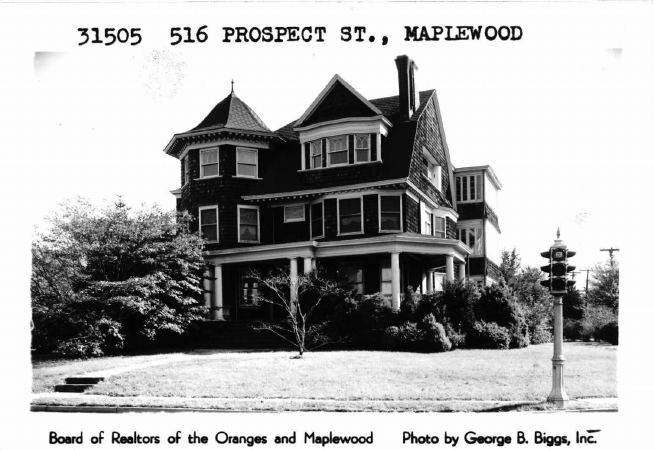 31505 516 PROSPECT ST., MAPLEWOOD
Board of Realtors of the Oranges and Maplewood Photo by George B. Biggs, Inc.